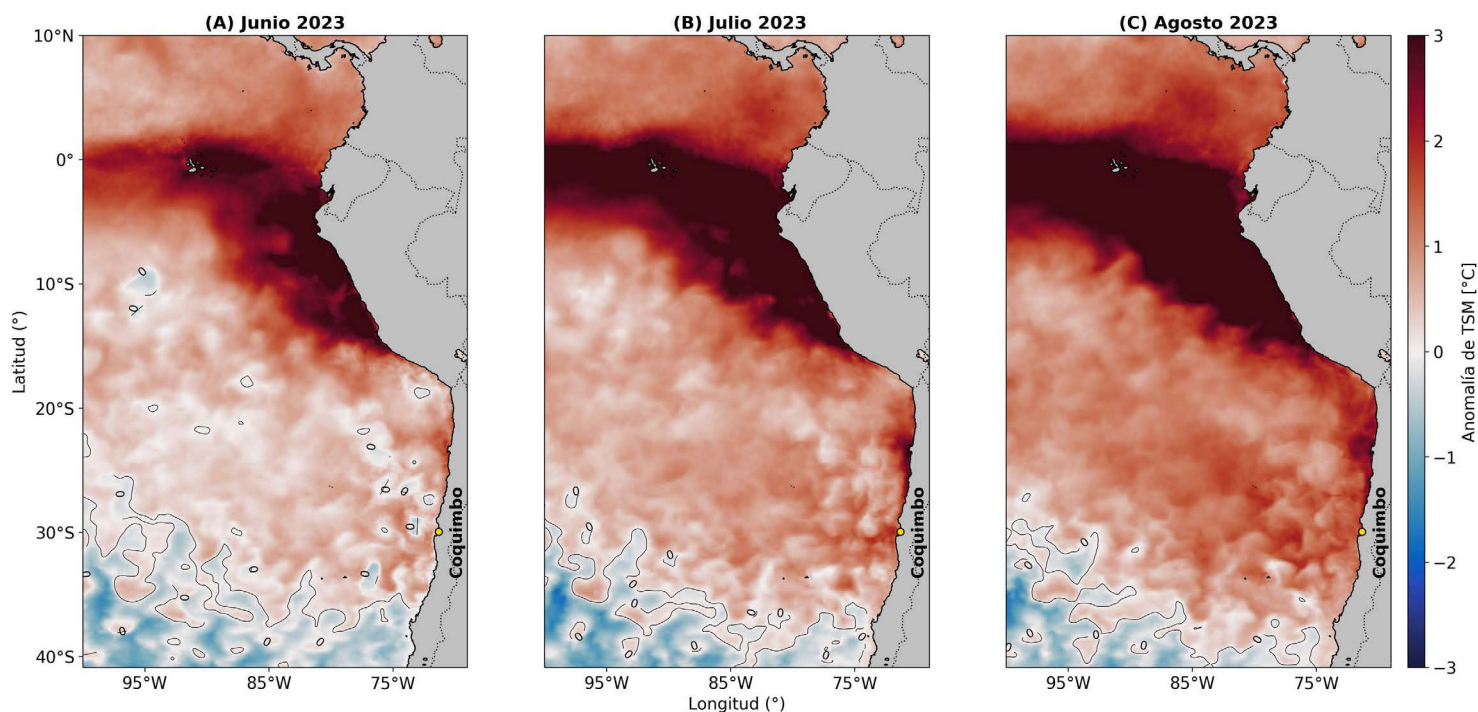 (A) Junio 2023
(B) Julio 2023
(C) Agosto 2023
10°N
0°
10°S
20°S
30°S
40°S
Latitud (°)
95°W
85°W
75°W
95°W
85°W
75°W
95°W
85°W
75°W
Longitud (°)
Coquimbo
Coquimbo
Coquimbo
3
2
1
0
−1
−2
−3
Anomalía de TSM [°C]